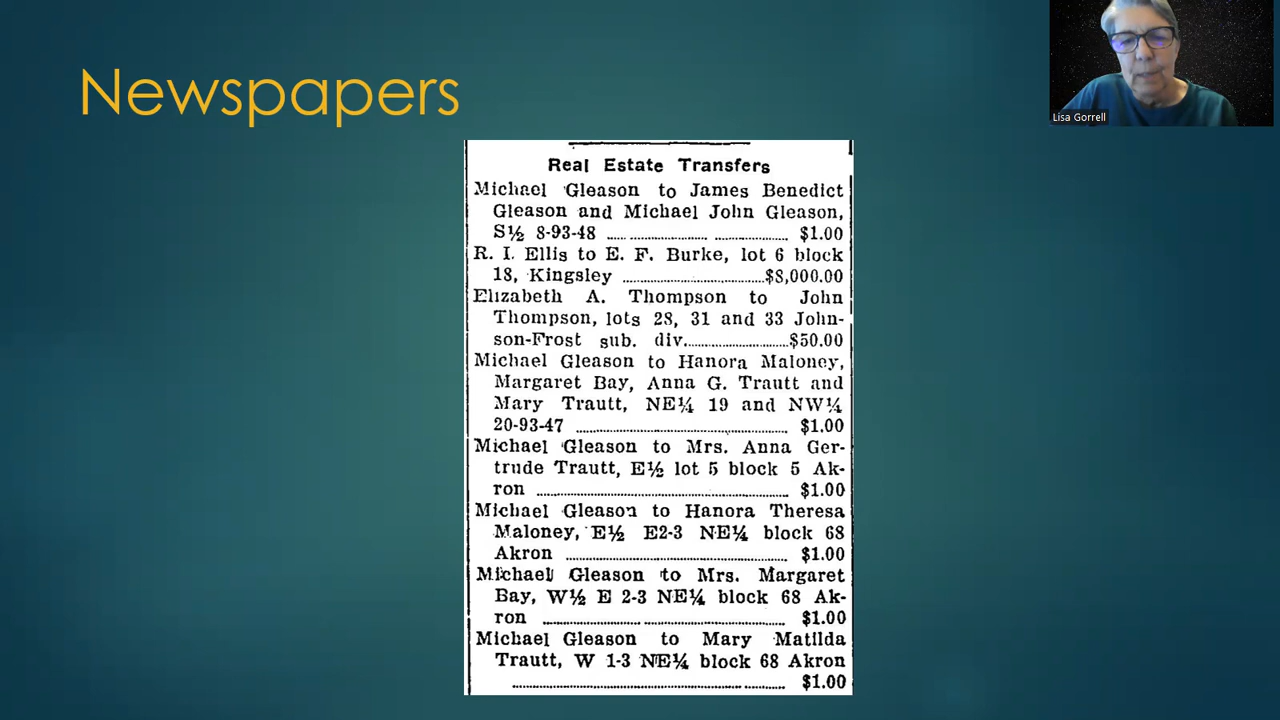 Newspapers
Lisa Gorrell
Real Estate Transfers
Michael Gleason to James Benedict
Gleason and Michael John Gleason,
S½ 8-93-48 ........................................ $1.00
R. I. Ellis to E. F. Burke, lot 6 block
18, Kingsley ................................$8,000.00
Elizabeth A. Thompson to John
Thompson, lots 28, 31 and 33 John-
son-Frost sub. div........................$50.00
Michael Gleason to Hanora Maloney,
Margaret Bay, Anna G. Trautt and
Mary Trautt, NE¼ 19 and NW¼
20-93-47 ............................................. $1.00
Michael Gleason to Mrs. Anna Ger-
trude Trautt, E½ lot 5 block 5 Ak-
ron ...................................................... $1.00
Michael Gleason to Hanora Theresa
Maloney, E½ E2-3 NE¼ block 68
Akron ................................................ $1.00
Michael Gleason to Mrs. Margaret
Bay, W½ E 2-3 NE¼ block 68 Ak-
ron ..................................................... $1.00
Michael Gleason to Mary Matilda
Trautt, W 1-3 NE¼ block 68 Akron
............................................................ $1.00